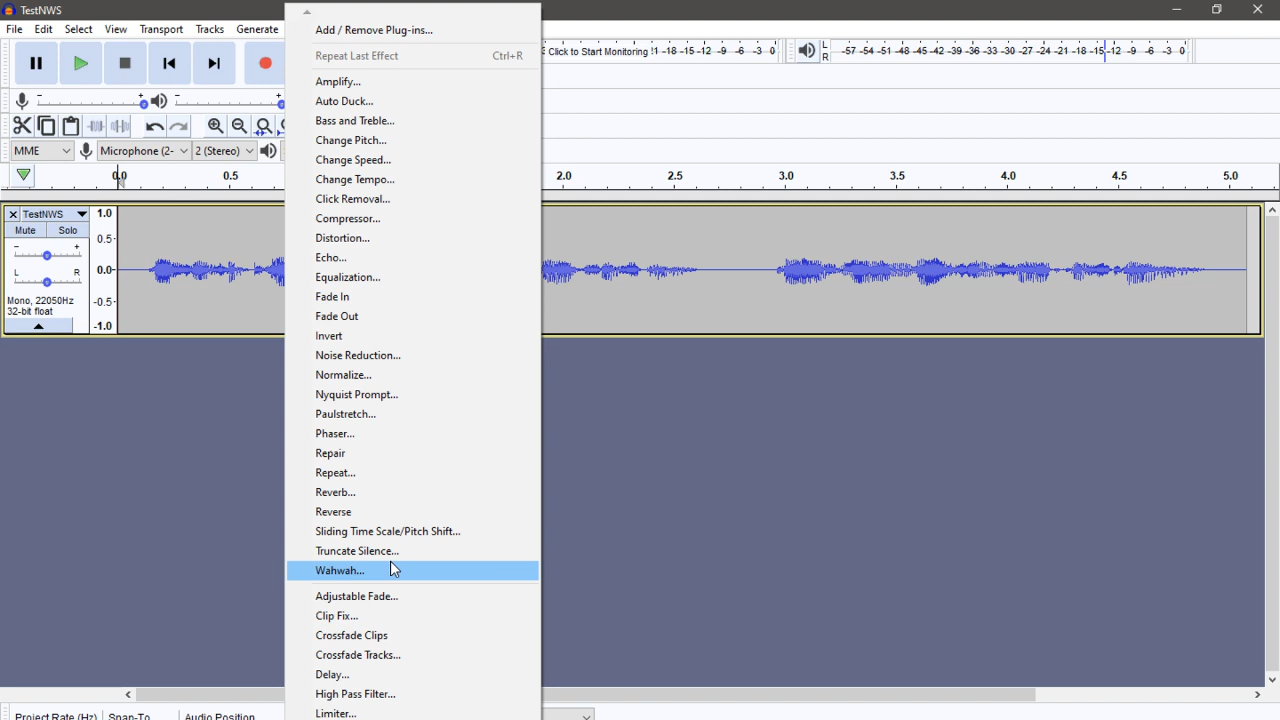 TestNWS
File Edit Select View Transport Tracks Generate
Add / Remove Plug-ins...
Repeat Last Effect Ctrl+R
Click to Start Monitoring !1 -18 -15 -12 -9 -6 -3 0
L R -57 -54 -51 -48 -45 -42 -39 -36 -33 -30 -27 -24 -21 -18 -15 -12 -9 -6 -3 0
Amplify...
Auto Duck...
Bass and Treble...
Change Pitch...
Change Speed...
Change Tempo...
Click Removal...
Compressor...
Distortion...
Echo...
Equalization...
Fade In
Fade Out
Invert
Noise Reduction...
Normalize...
Nyquist Prompt...
Paulstretch...
Phaser...
Repair
Repeat...
Reverb...
Reverse
Sliding Time Scale/Pitch Shift...
Truncate Silence...
Wahwah...
Adjustable Fade...
Clip Fix...
Crossfade Clips
Crossfade Tracks...
Delay...
High Pass Filter...
Limiter...
MME Microphone (2- 2 (Stereo)
0.0 0.5 2.0 2.5 3.0 3.5 4.0 4.5 5.0
TestNWS
Mute Solo
- +
L R
Mono, 22050Hz
32-bit float
1.0
0.5-
0.0-
-0.5-
-1.0
Project Rate (Hz) Snap-To Audio Position